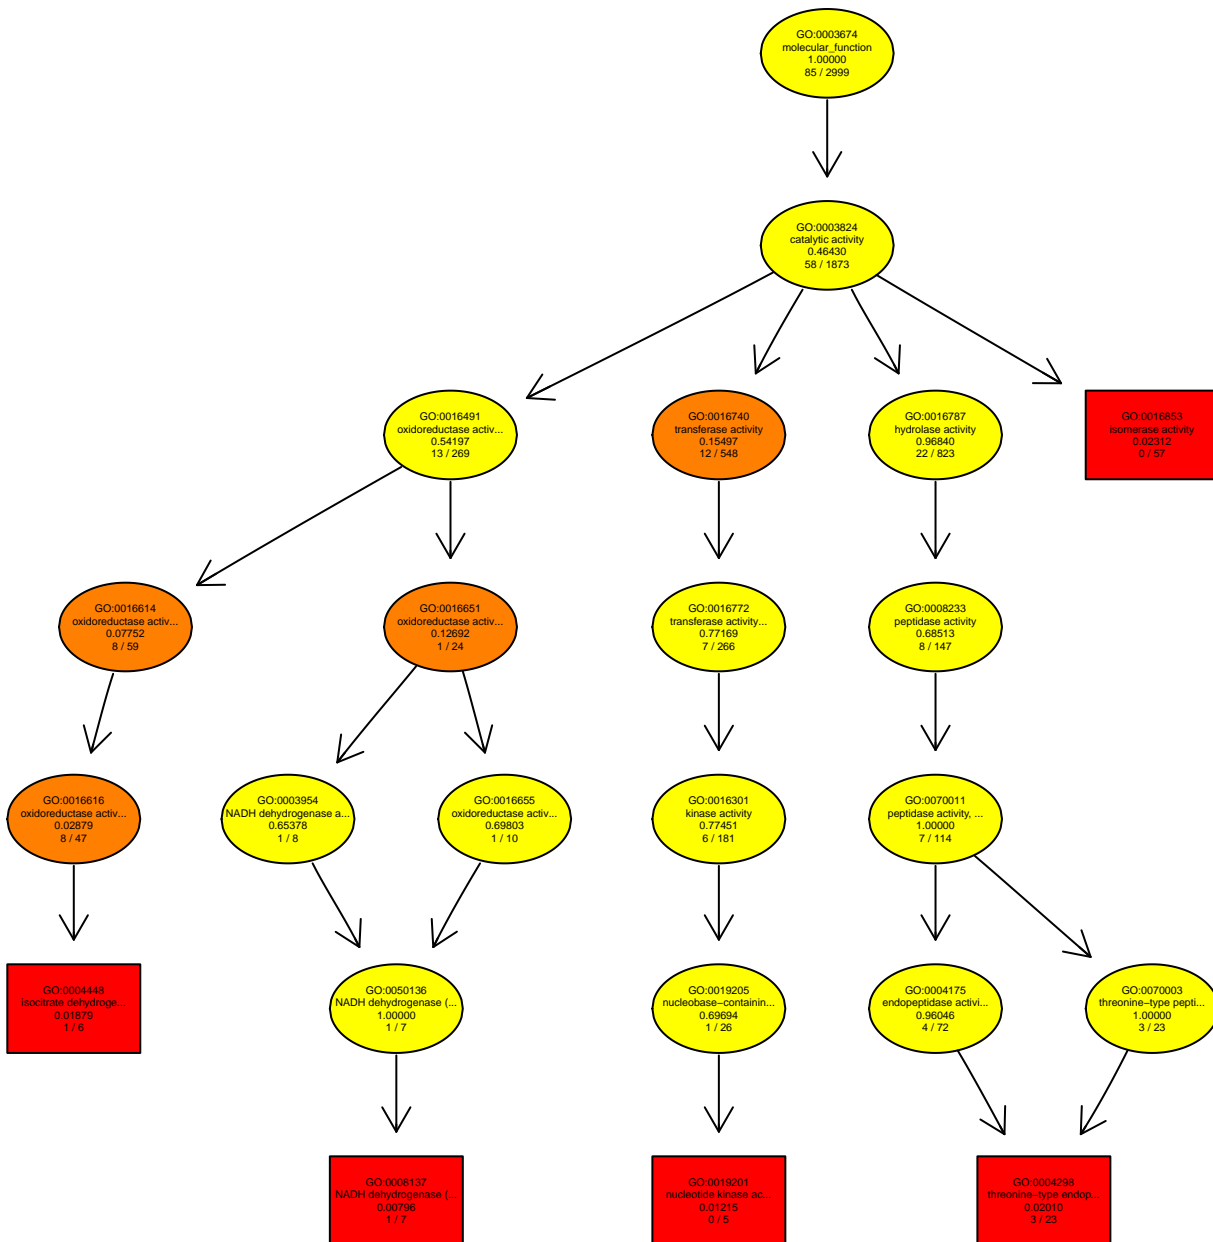 GO:0003674
molecular_function
1.00000
85 / 2999
GO:0003824
catalytic activity
0.46430
58 / 1873
GO:0016491
oxidoreductase activ...
0.54197
13 / 269
GO:0016740
transferase activity
0.15497
12 / 548
GO:0016787
hydrolase activity
0.96840
22 / 823
GO:0016853
isomerase activity
0.02312
0 / 57
GO:0016614
oxidoreductase activ...
0.07752
8 / 59
GO:0016651
oxidoreductase activ...
0.12692
1 / 24
GO:0016772
transferase activity...
0.77169
7 / 266
GO:0008233
peptidase activity
0.68513
8 / 147
GO:0016616
oxidoreductase activ...
0.02879
8 / 47
GO:0003954
NADH dehydrogenase a...
0.65378
1 / 8
GO:0016655
oxidoreductase activ...
0.69803
1 / 10
GO:0016301
kinase activity
0.77451
6 / 181
GO:0070011
peptidase activity, ...
1.00000
7 / 114
GO:0004448
isocitrate dehydroge...
0.01879
1 / 6
GO:0050136
NADH dehydrogenase (...
1.00000
1 / 7
GO:0019205
nucleobase−containin...
0.69694
1 / 26
GO:0004175
endopeptidase activi...
0.96046
4 / 72
GO:0070003
threonine−type pepti...
1.00000
3 / 23
GO:0008137
NADH dehydrogenase (...
0.00796
1 / 7
GO:0019201
nucleotide kinase ac...
0.01215
0 / 5
GO:0004298
threonine−type endop...
0.02010
3 / 23